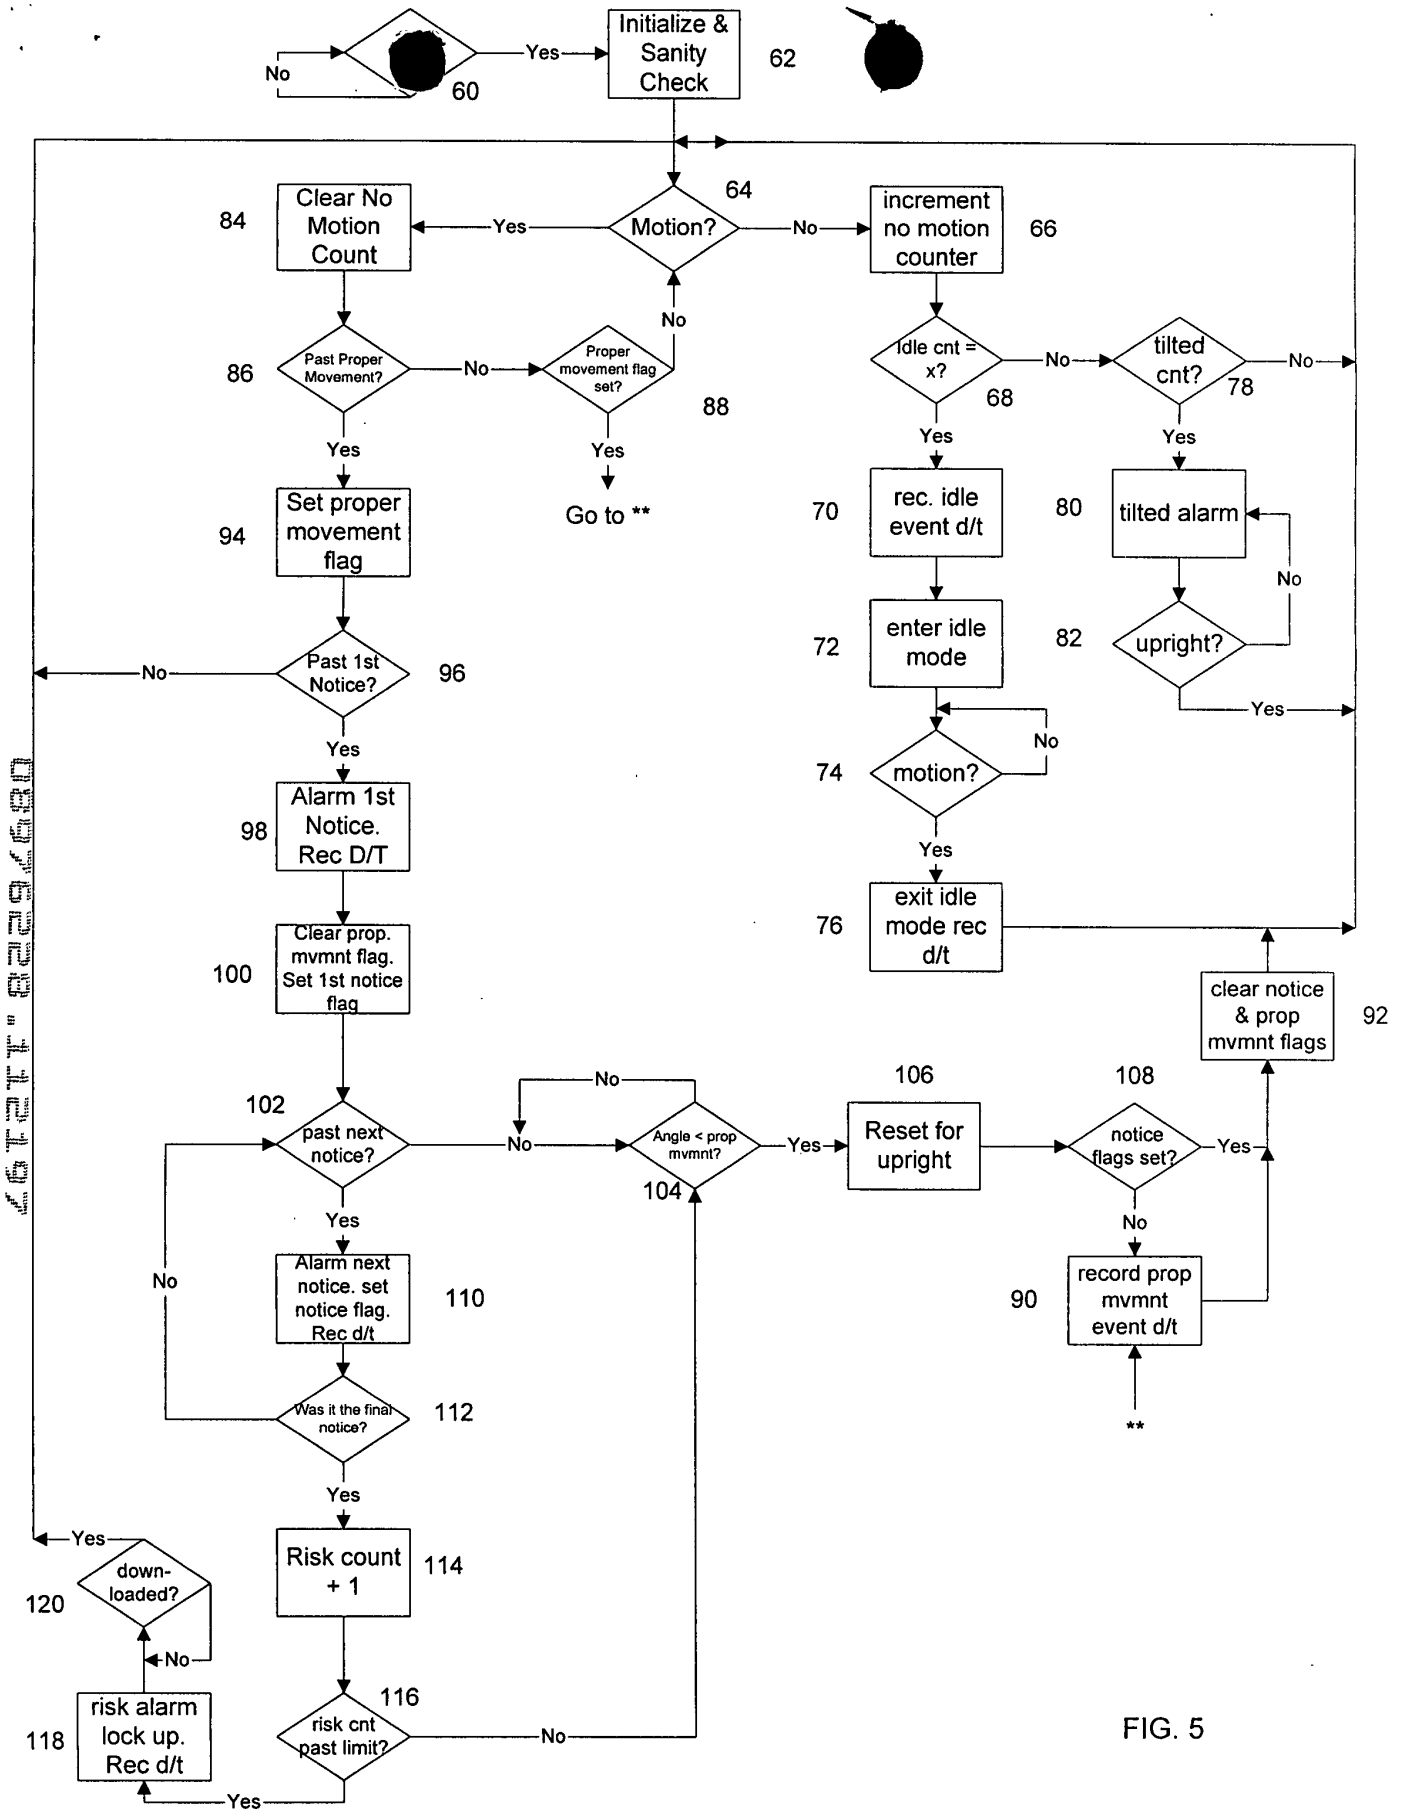 Initialize &
Sanity
Check
62
Yes
No
60
64
Motion?
Yes
No
Clear No
Motion
Count
84
increment
no motion
counter
66
No
Past Proper
Movement?
86
No
Proper
movement flag
set?
88
Idle cnt =
x?
68
No
tilted
cnt?
78
No
Yes
Yes
Yes
Yes
Set proper
movement
flag
94
Go to **
rec. idle
event d/t
70
tilted alarm
80
No
enter idle
mode
72
upright?
82
Yes
Past 1st
Notice?
96
No
Yes
No
motion?
74
Yes
Alarm 1st
Notice.
Rec D/T
98
exit idle
mode rec
d/t
76
Clear prop.
mvmnt flag.
Set 1st notice
flag
100
clear notice
& prop
mvmnt flags
92
past next
notice?
102
No
No
Angle < prop
mvmnt?
104
Yes
Reset for
upright
106
notice
flags set?
108
Yes
No
Yes
Alarm next
notice. set
notice flag.
Rec d/t
110
No
record prop
mvmnt
event d/t
90
**
Was it the final
notice?
112
Yes
Risk count
+ 1
114
Yes
down-
loaded?
120
No
risk alarm
lock up.
Rec d/t
118
risk cnt
past limit?
116
No
Yes
FIG. 5